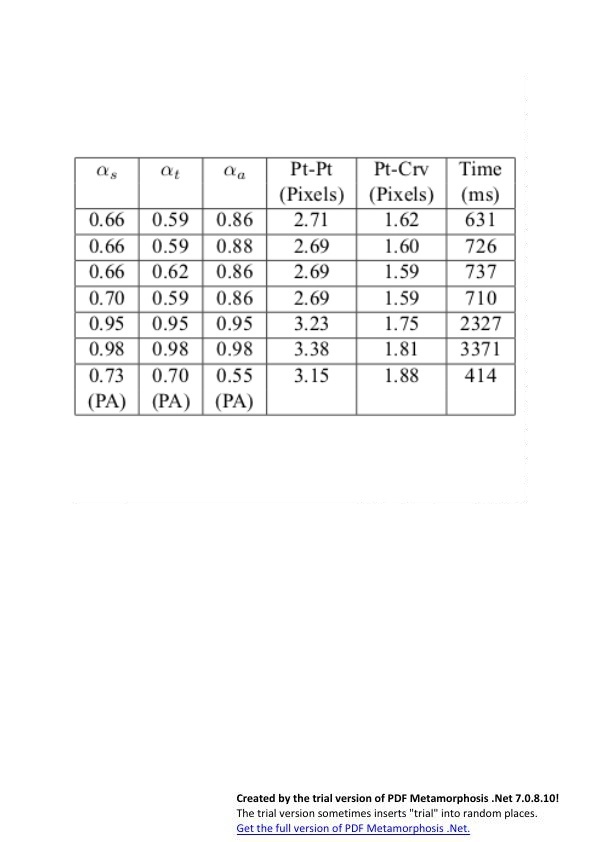 αs αt αa Pt-Pt Pt-Crv Time
(Pixels) (Pixels) (ms)
0.66 0.59 0.86 2.71 1.62 631
0.66 0.59 0.88 2.69 1.60 726
0.66 0.62 0.86 2.69 1.59 737
0.70 0.59 0.86 2.69 1.59 710
0.95 0.95 0.95 3.23 1.75 2327
0.98 0.98 0.98 3.38 1.81 3371
0.73 0.70 0.55 3.15 1.88 414
(PA) (PA) (PA)
Created by the trial version of PDF Metamorphosis .Net 7.0.8.10!
The trial version sometimes inserts "trial" into random places.
Get the full version of PDF Metamorphosis .Net.